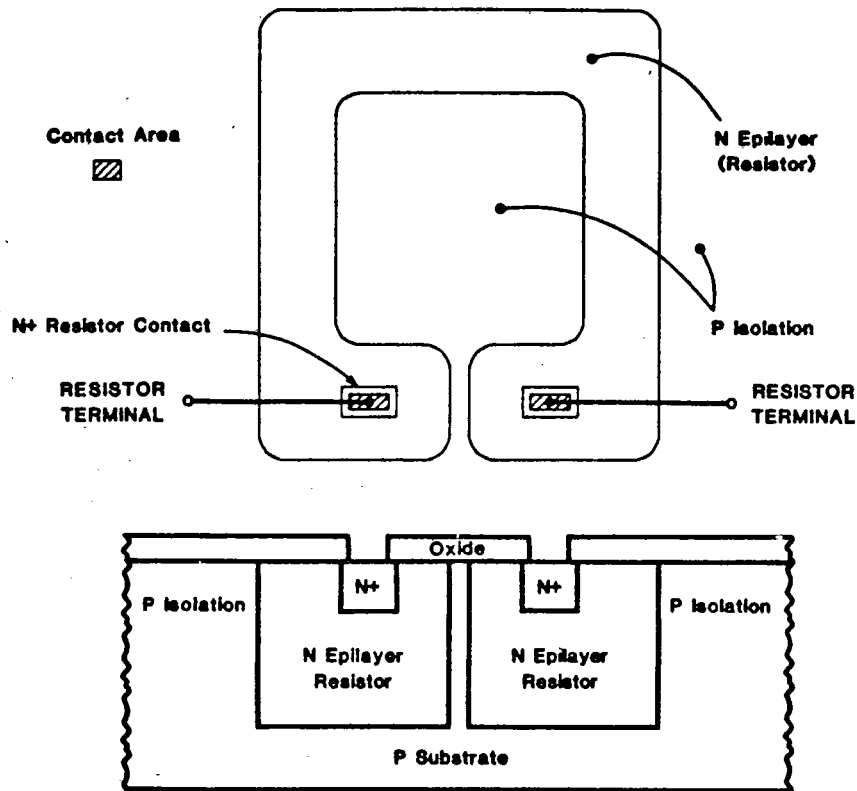 Contact Area
N Epilayer
(Resistor)
N+ Resistor Contact
P Isolation
RESISTOR
TERMINAL
RESISTOR
TERMINAL
Oxide
N+
N+
P Isolation
P Isolation
N Epilayer
Resistor
N Epilayer
Resistor
P Substrate